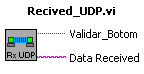 Recived_UDP.vi
Validar_Botom
Rx UDP
Data Received